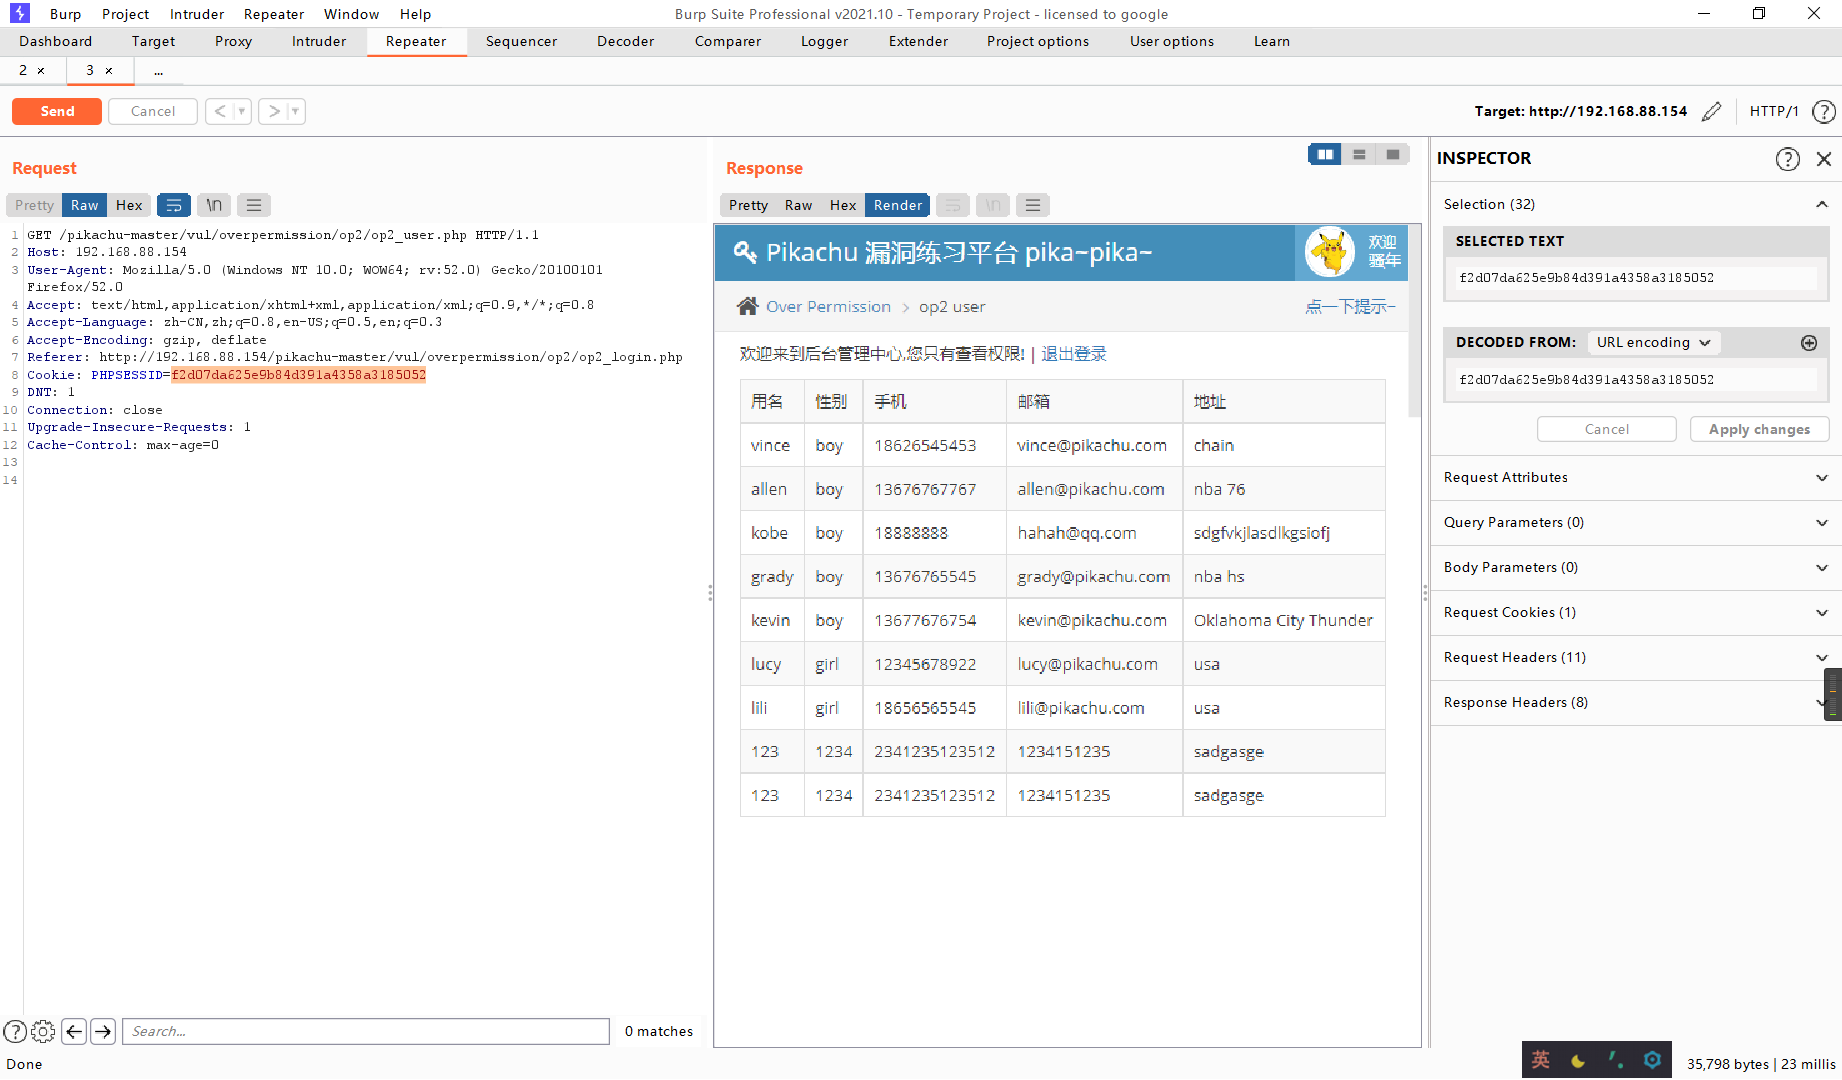 Burp Project Intruder Repeater Window Help
Burp Suite Professional v2021.10 - Temporary Project - licensed to google
Dashboard Target Proxy Intruder Repeater Sequencer Decoder Comparer Logger Extender Project options User options Learn
2 × 3 × ...
Send Cancel < >
Target: http://192.168.88.154 HTTP/1 ?
Request
Pretty Raw Hex \n
1 GET /pikachu-master/vul/overpermission/op2/op2_user.php HTTP/1.1
2 Host: 192.168.88.154
3 User-Agent: Mozilla/5.0 (Windows NT 10.0; WOW64; rv:52.0) Gecko/20100101
Firefox/52.0
4 Accept: text/html,application/xhtml+xml,application/xml;q=0.9,*/*;q=0.8
5 Accept-Language: zh-CN,zh;q=0.8,en-US;q=0.5,en;q=0.3
6 Accept-Encoding: gzip, deflate
7 Referer: http://192.168.88.154/pikachu-master/vul/overpermission/op2/op2_login.php
8 Cookie: PHPSESSID=f2d07da625e9b84d391a4358a3185052
9 DNT: 1
10 Connection: close
11 Upgrade-Insecure-Requests: 1
12 Cache-Control: max-age=0
13
14
? Search... 0 matches
Done
Response
Pretty Raw Hex Render \n
Pikachu 漏洞练习平台 pika~pika~
欢迎
骚年
Over Permission > op2 user
点一下提示~
欢迎来到后台管理中心,您只有查看权限! | 退出登录
用名 性别 手机 邮箱 地址
vince boy 18626545453 vince@pikachu.com chain
allen boy 13676767767 allen@pikachu.com nba 76
kobe boy 18888888 hahah@qq.com sdgfvkjlasdlkgsiofj
grady boy 13676765545 grady@pikachu.com nba hs
kevin boy 13677676754 kevin@pikachu.com Oklahoma City Thunder
lucy girl 12345678922 lucy@pikachu.com usa
lili girl 18656565545 lili@pikachu.com usa
123 1234 2341235123512 1234151235 sadgasge
123 1234 2341235123512 1234151235 sadgasge
INSPECTOR ?
Selection (32)
SELECTED TEXT
f2d07da625e9b84d391a4358a3185052
DECODED FROM: URL encoding
f2d07da625e9b84d391a4358a3185052
Cancel Apply changes
Request Attributes
Query Parameters (0)
Body Parameters (0)
Request Cookies (1)
Request Headers (11)
Response Headers (8)
英
35,798 bytes | 23 millis